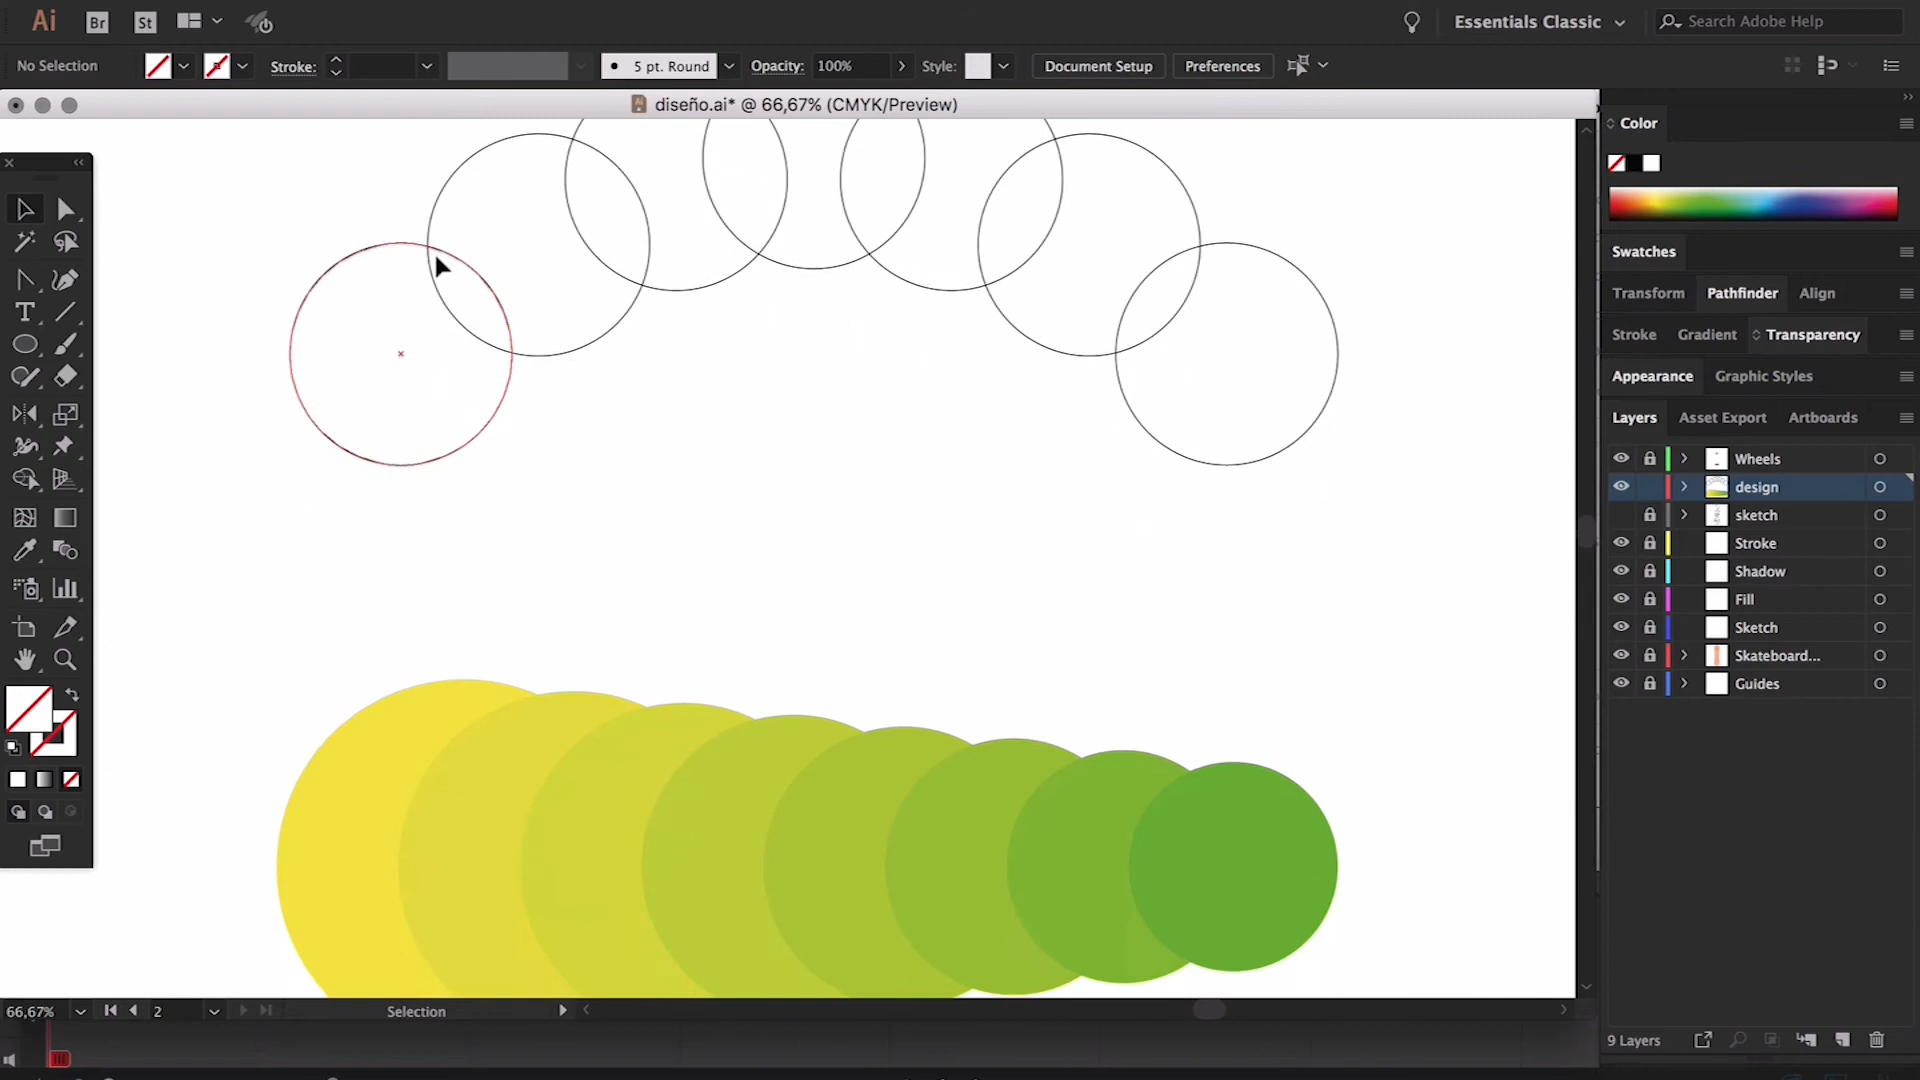 Ai Br St Essentials Classic Search Adobe Help
No Selection Stroke: 5 pt. Round Opacity: 100% Style: Document Setup Preferences
diseño.ai* @ 66,67% (CMYK/Preview)
Color
Swatches
Transform Pathfinder Align
Stroke Gradient Transparency
Appearance Graphic Styles
Layers Asset Export Artboards
Wheels
design
sketch
Stroke
Shadow
Fill
Sketch
Skateboard...
Guides
66,67% 2 Selection
9 Layers